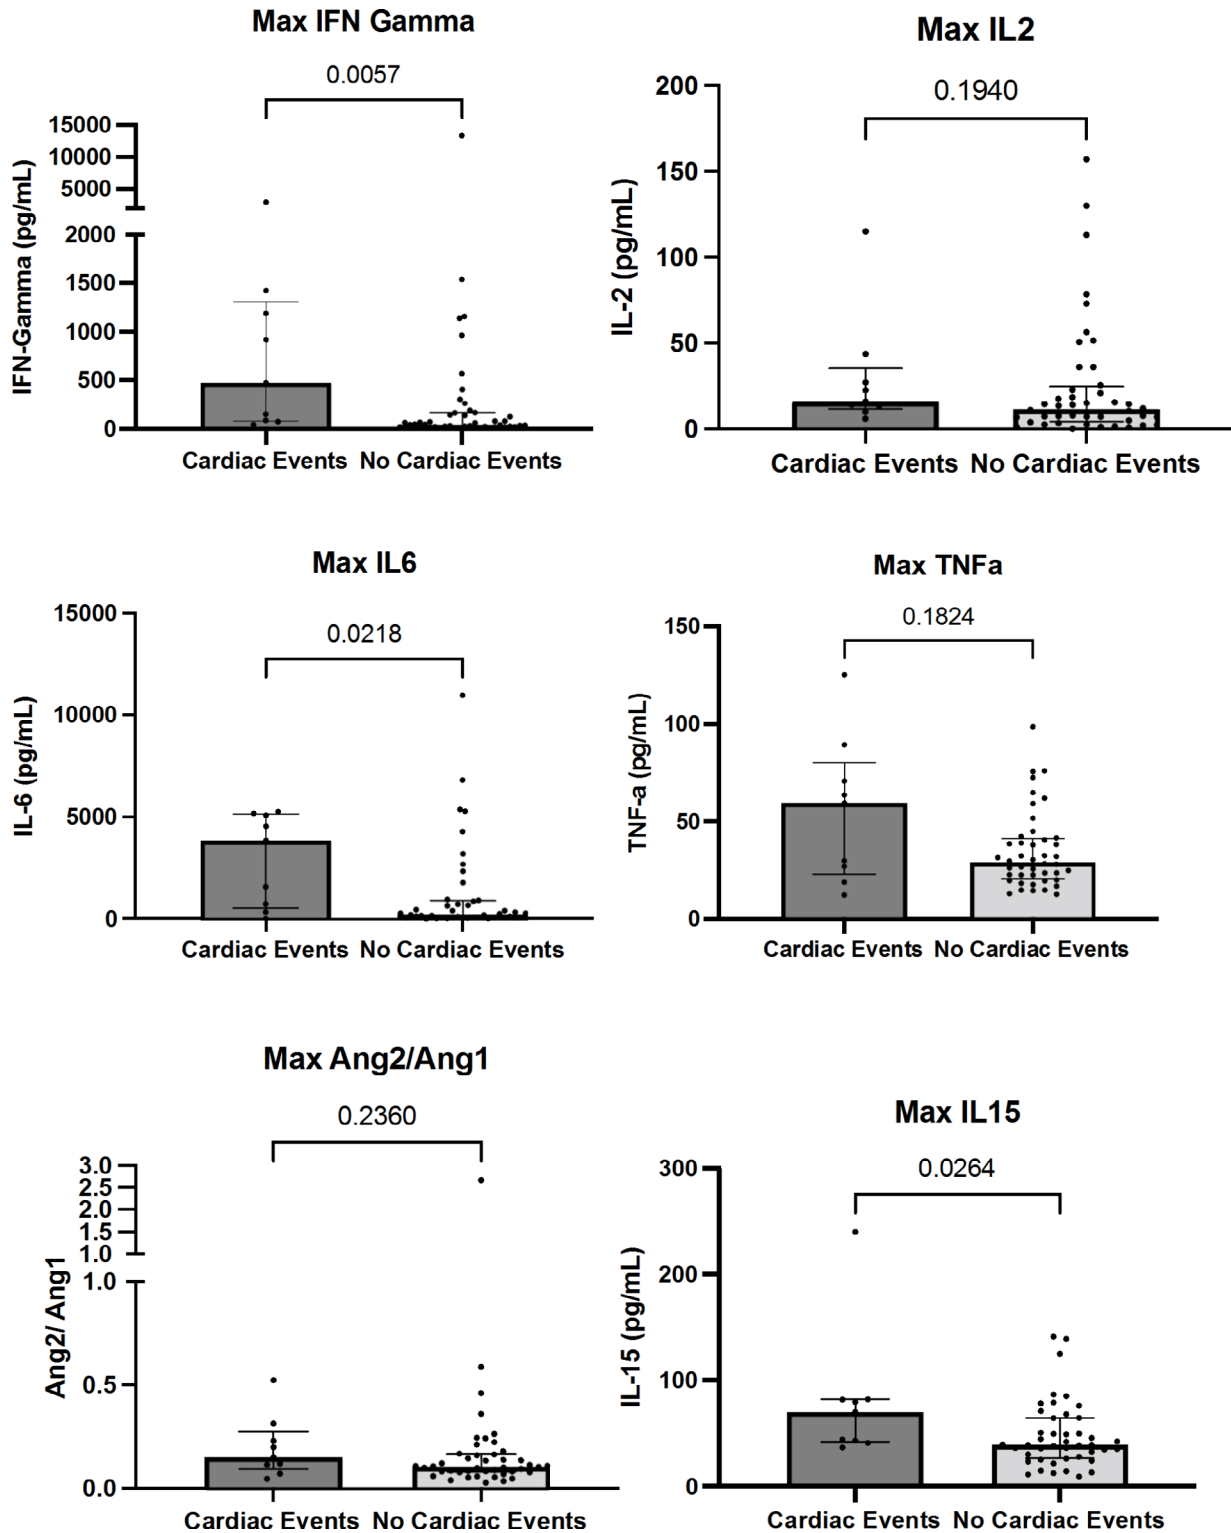 Max IFN Gamma
0.0057
15000
10000
5000
2000
1500
1000
500
0
IFN-Gamma (pg/mL)
Cardiac Events No Cardiac Events
Max IL2
0.1940
200
150
100
50
0
IL-2 (pg/mL)
Cardiac Events No Cardiac Events
Max IL6
0.0218
15000
10000
5000
0
IL-6 (pg/mL)
Cardiac Events No Cardiac Events
Max TNFa
0.1824
150
100
50
0
TNF-a (pg/mL)
Cardiac Events No Cardiac Events
Max Ang2/Ang1
0.2360
3.0
2.5
2.0
1.5
1.0
1.0
0.5
0.0
Ang2/ Ang1
Cardiac Events No Cardiac Events
Max IL15
0.0264
300
200
100
0
IL-15 (pg/mL)
Cardiac Events No Cardiac Events